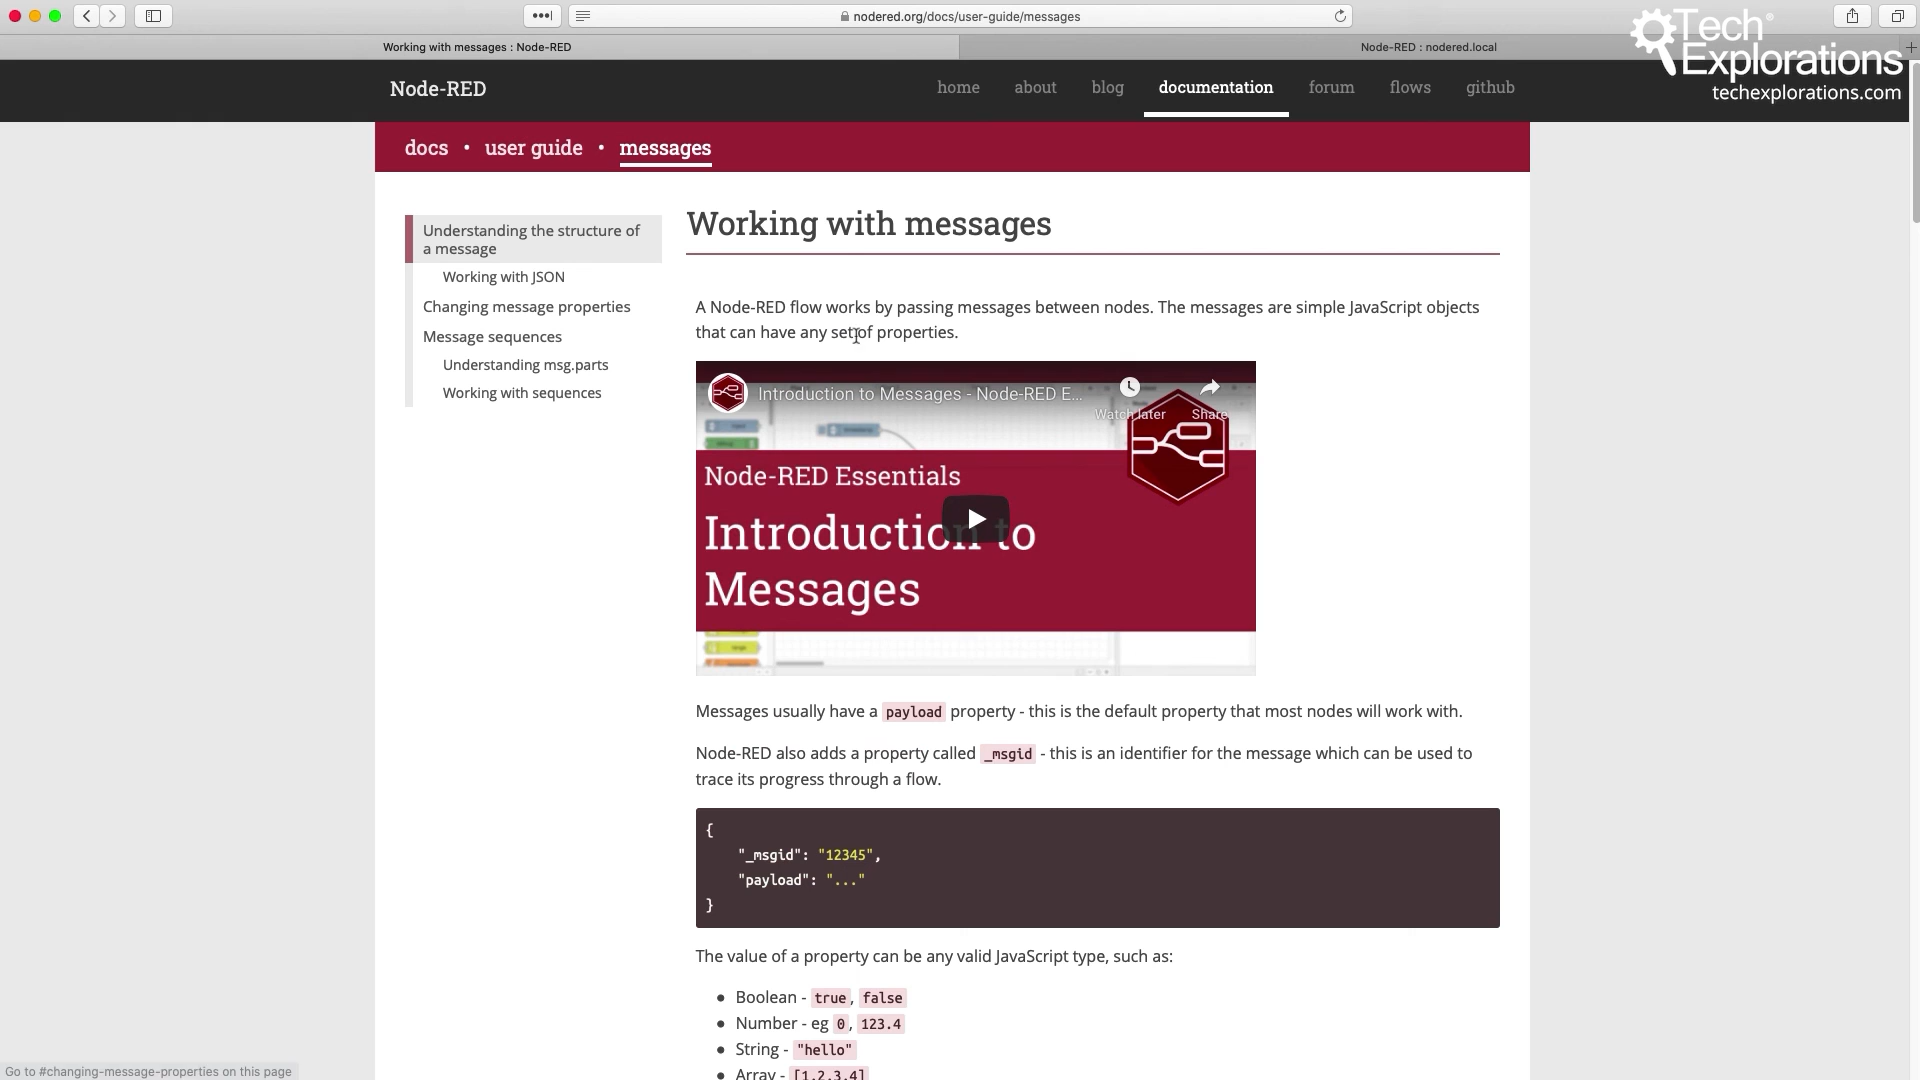 nodered.org/docs/user-guide/messages
Working with messages : Node-RED
Node-RED : nodered.local
Tech
Explorations
techexplorations.com
Node-RED
home
about
blog
documentation
forum
flows
github
docs • user guide • messages
Understanding the structure of
a message
Working with JSON
Changing message properties
Message sequences
Understanding msg.parts
Working with sequences
Working with messages
A Node-RED flow works by passing messages between nodes. The messages are simple JavaScript objects
that can have any set of properties.
Introduction to Messages - Node-RED E...
Watch later
Share
Node-RED Essentials
Introduction to
Messages
Messages usually have a payload property - this is the default property that most nodes will work with.
Node-RED also adds a property called _msgid - this is an identifier for the message which can be used to
trace its progress through a flow.
{
"_msgid": "12345",
"payload": "..."
}
The value of a property can be any valid JavaScript type, such as:
Boolean - true, false
Number - eg 0, 123.4
String - "hello"
Array - [1,2,3,4]
Go to #changing-message-properties on this page